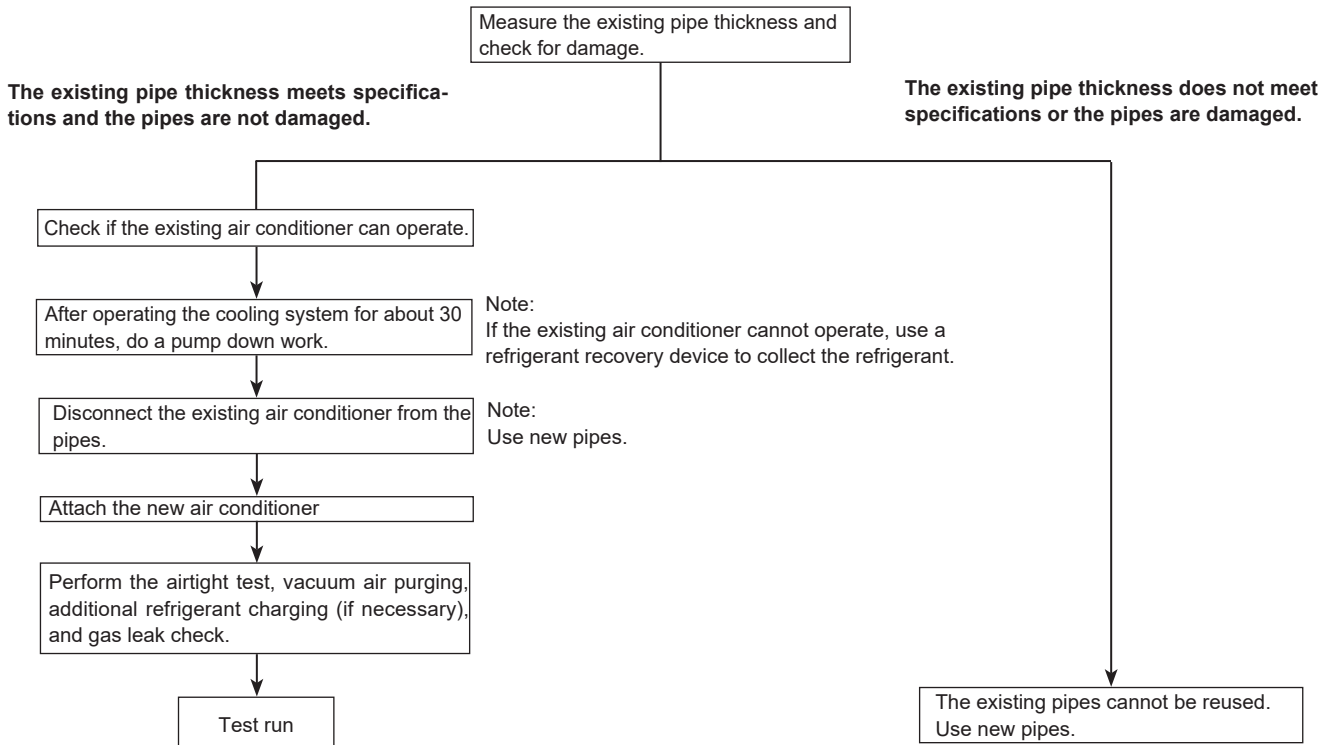 Measure the existing pipe thickness and
check for damage.
The existing pipe thickness meets specifica-
tions and the pipes are not damaged.
The existing pipe thickness does not meet
specifications or the pipes are damaged.
Check if the existing air conditioner can operate.
After operating the cooling system for about 30
minutes, do a pump down work.
Note:
If the existing air conditioner cannot operate, use a
refrigerant recovery device to collect the refrigerant.
Disconnect the existing air conditioner from the
pipes.
Note:
Use new pipes.
Attach the new air conditioner
Perform the airtight test, vacuum air purging,
additional refrigerant charging (if necessary),
and gas leak check.
Test run
The existing pipes cannot be reused.
Use new pipes.